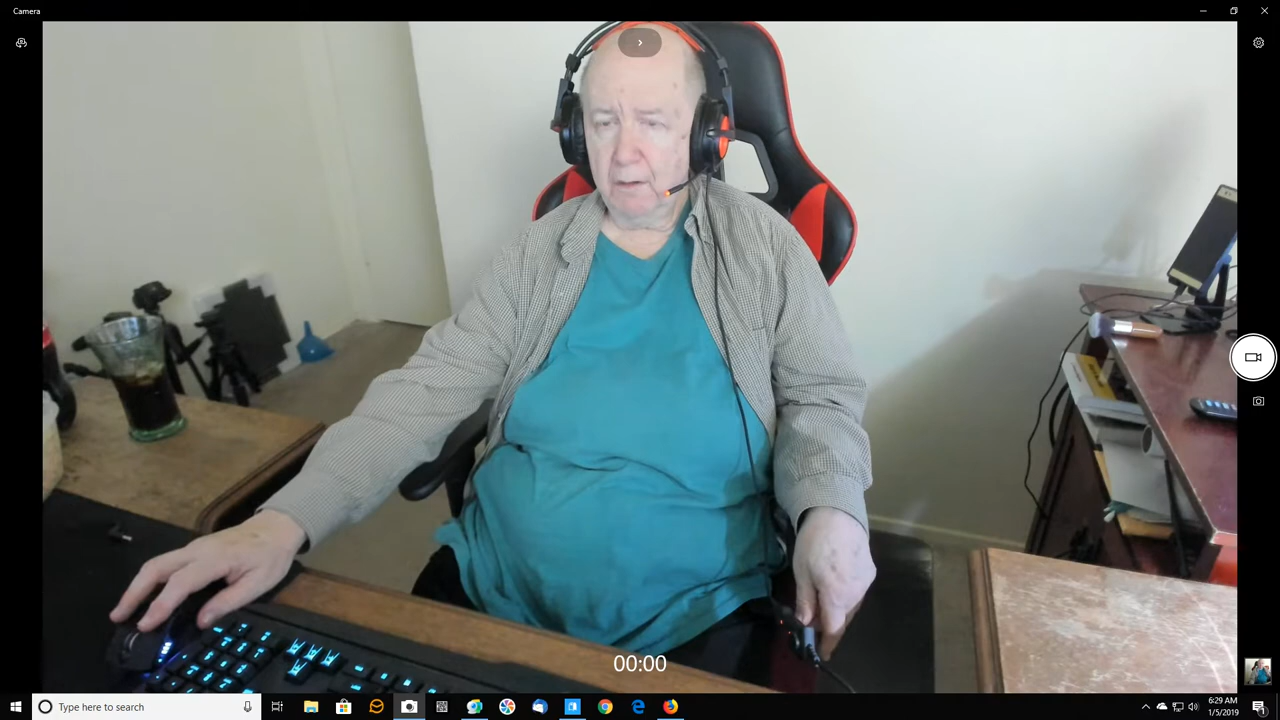 Camera
00:00
Type here to search
6:29 AM
1/5/2019